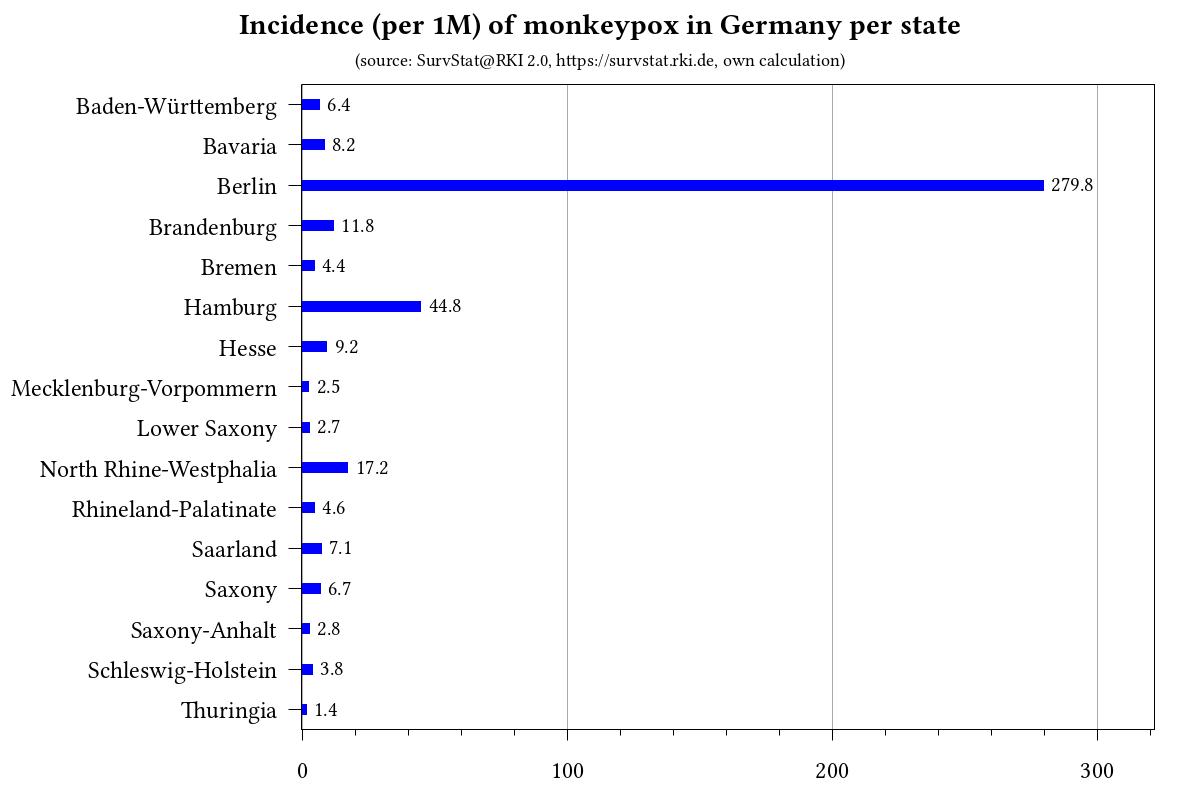 Incidence (per 1M) of monkeypox in Germany per state
(source: SurvStat@RKI 2.0, https://survstat.rki.de, own calculation)
Baden-Württemberg 6.4
Bavaria 8.2
Berlin 279.8
Brandenburg 11.8
Bremen 4.4
Hamburg 44.8
Hesse 9.2
Mecklenburg-Vorpommern 2.5
Lower Saxony 2.7
North Rhine-Westphalia 17.2
Rhineland-Palatinate 4.6
Saarland 7.1
Saxony 6.7
Saxony-Anhalt 2.8
Schleswig-Holstein 3.8
Thuringia 1.4
0 100 200 300